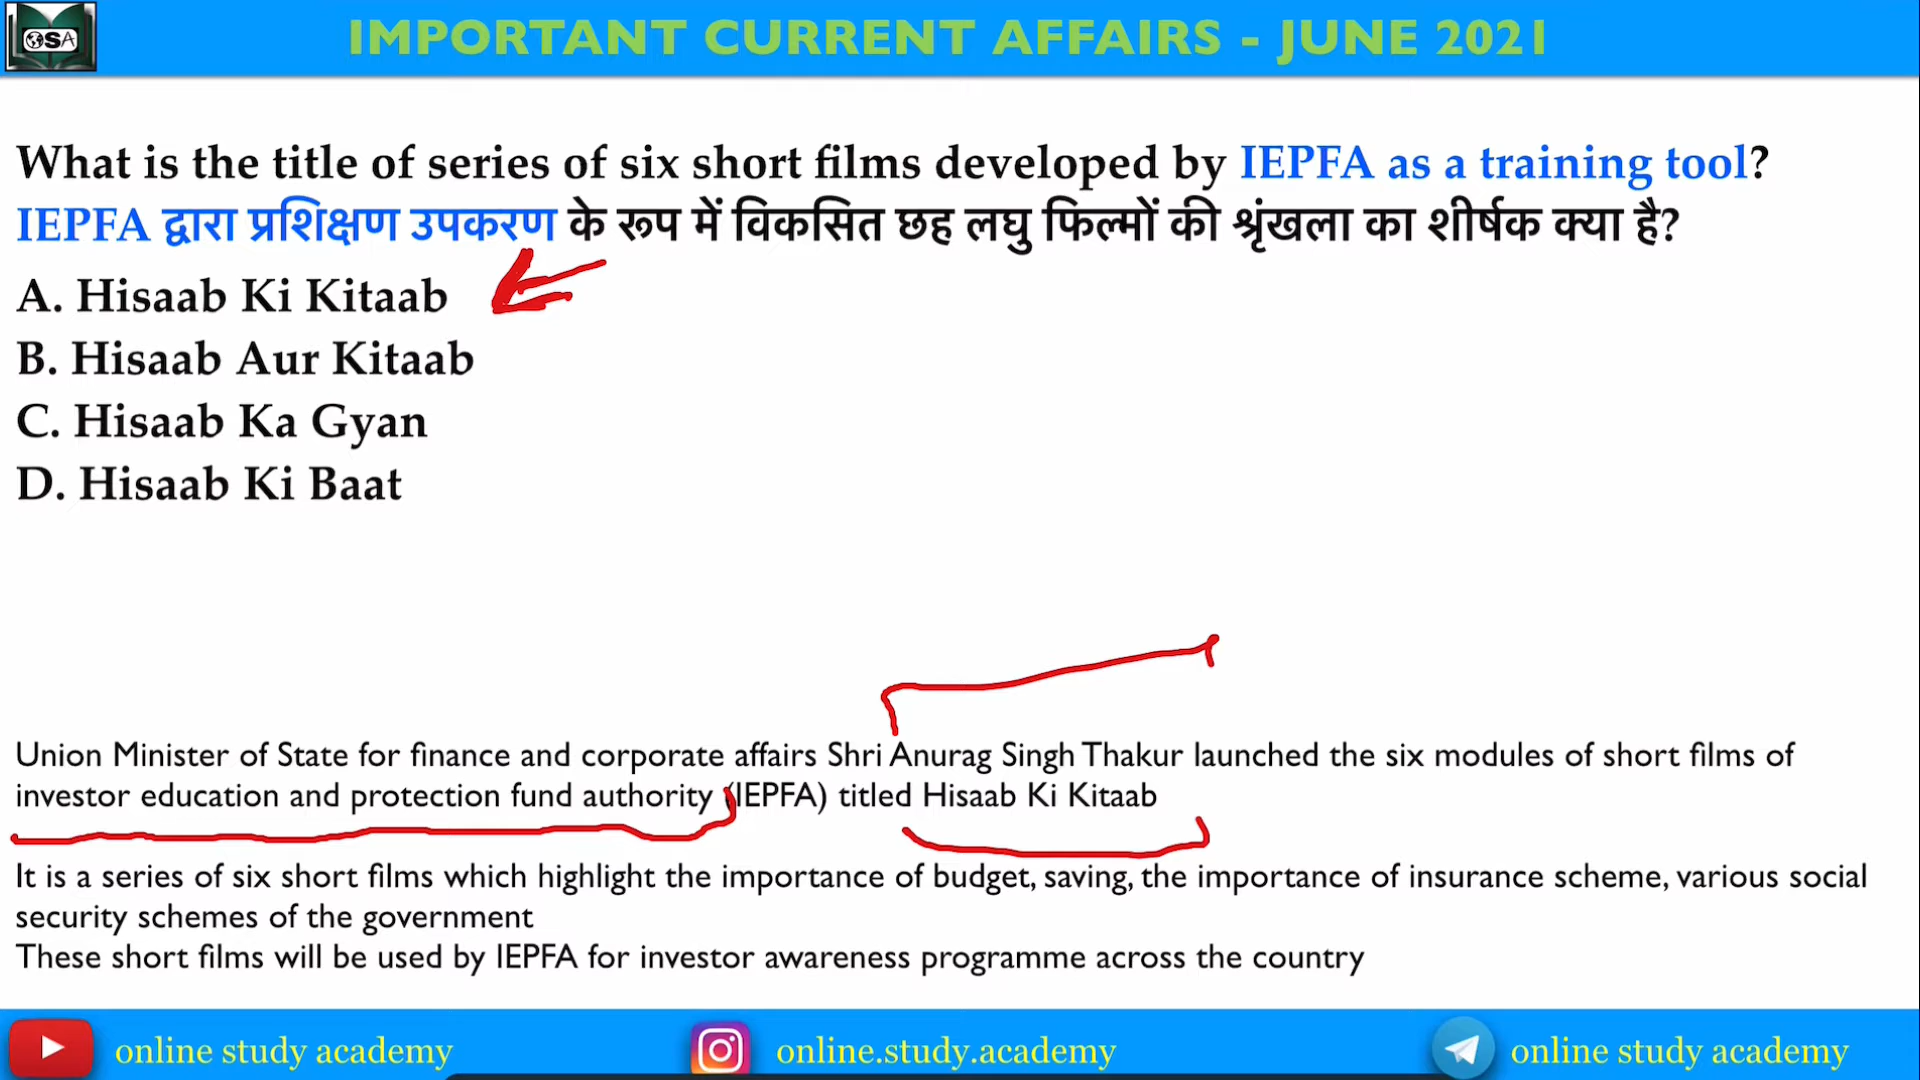 OSA
IMPORTANT CURRENT AFFAIRS - JUNE 2021
What is the title of series of six short films developed by IEPFA as a training tool?
IEPFA द्वारा प्रशिक्षण उपकरण के रूप में विकसित छह लघु फिल्मों की श्रृंखला का शीर्षक क्या है?
A. Hisaab Ki Kitaab
B. Hisaab Aur Kitaab
C. Hisaab Ka Gyan
D. Hisaab Ki Baat
Union Minister of State for finance and corporate affairs Shri Anurag Singh Thakur launched the six modules of short films of
investor education and protection fund authority (IEPFA) titled Hisaab Ki Kitaab
It is a series of six short films which highlight the importance of budget, saving, the importance of insurance scheme, various social
security schemes of the government
These short films will be used by IEPFA for investor awareness programme across the country
online study academy
online.study.academy
online study academy